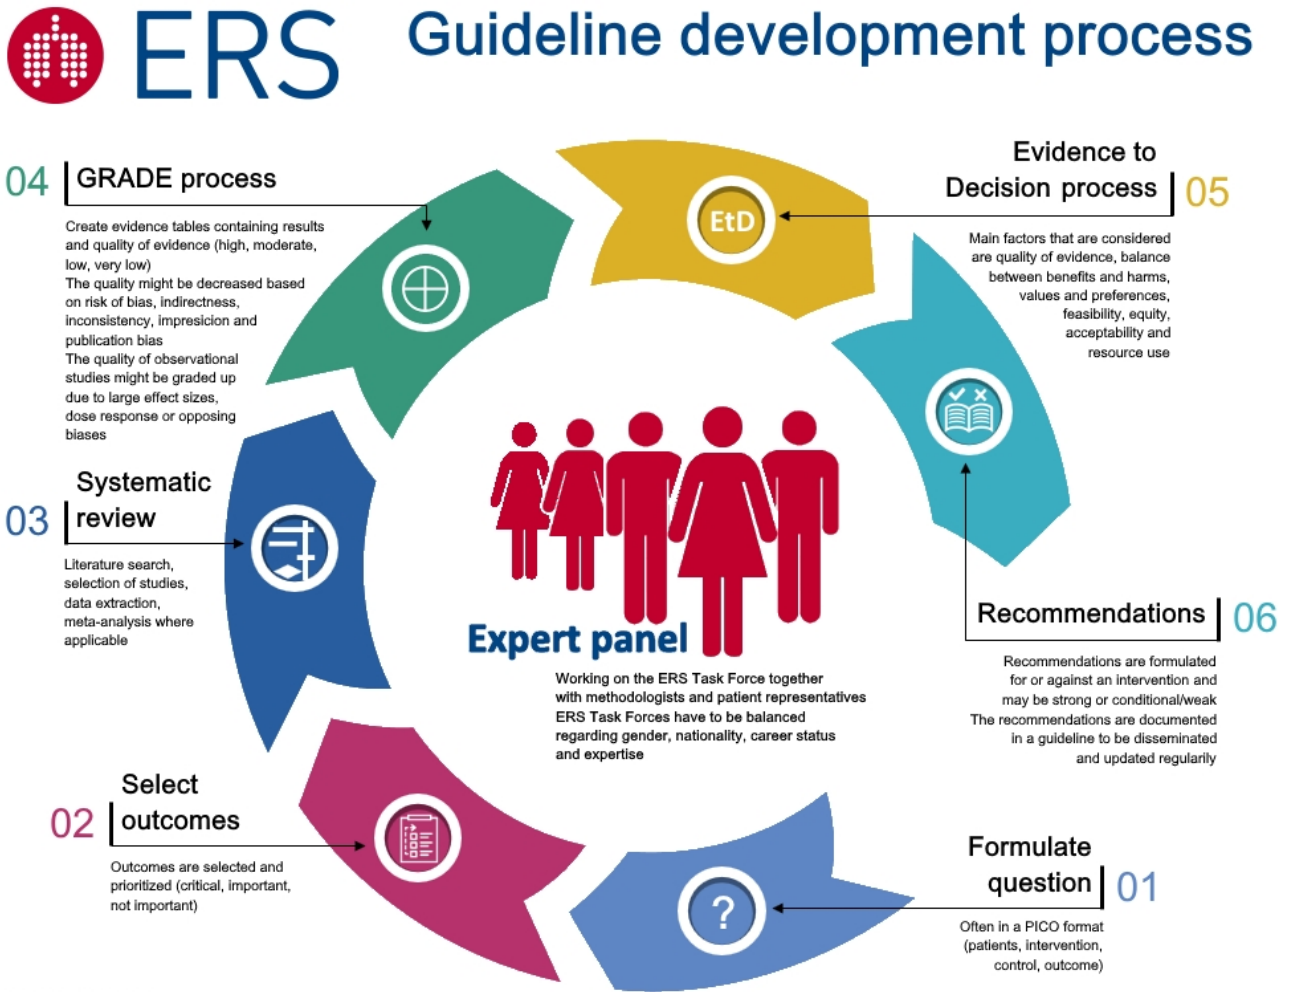 ERS
Guideline development process
04
GRADE process
Create evidence tables containing results
and quality of evidence (high, moderate,
low, very low)
The quality might be decreased based
on risk of bias, indirectness,
inconsistency, impresicion and
publication bias
The quality of observational
studies might be graded up
due to large effect sizes,
dose response or opposing
biases
EtD
Evidence to
Decision process
05
Main factors that are considered
are quality of evidence, balance
between benefits and harms,
values and preferences,
feasibility, equity,
acceptability and
resource use
03
Systematic
review
Literature search,
selection of studies,
data extraction,
meta-analysis where
applicable
Expert panel
Working on the ERS Task Force together
with methodologists and patient representatives
ERS Task Forces have to be balanced
regarding gender, nationality, career status
and expertise
Recommendations
06
Recommendations are formulated
for or against an intervention and
may be strong or conditional/weak
The recommendations are documented
in a guideline to be disseminated
and updated regularily
02
Select
outcomes
Outcomes are selected and
prioritized (critical, important,
not important)
?
Formulate
question
01
Often in a PICO format
(patients, intervention,
control, outcome)